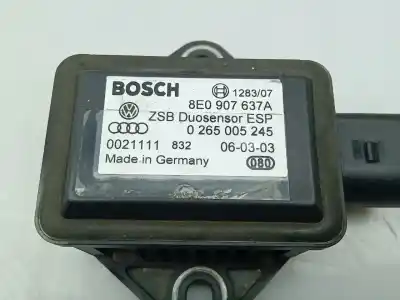 BOSCH 1283/07
8E0 907 637A
ZSB Duosensor ESP
0 265 005 245
0021111 832 06-03-03
Made in Germany 080